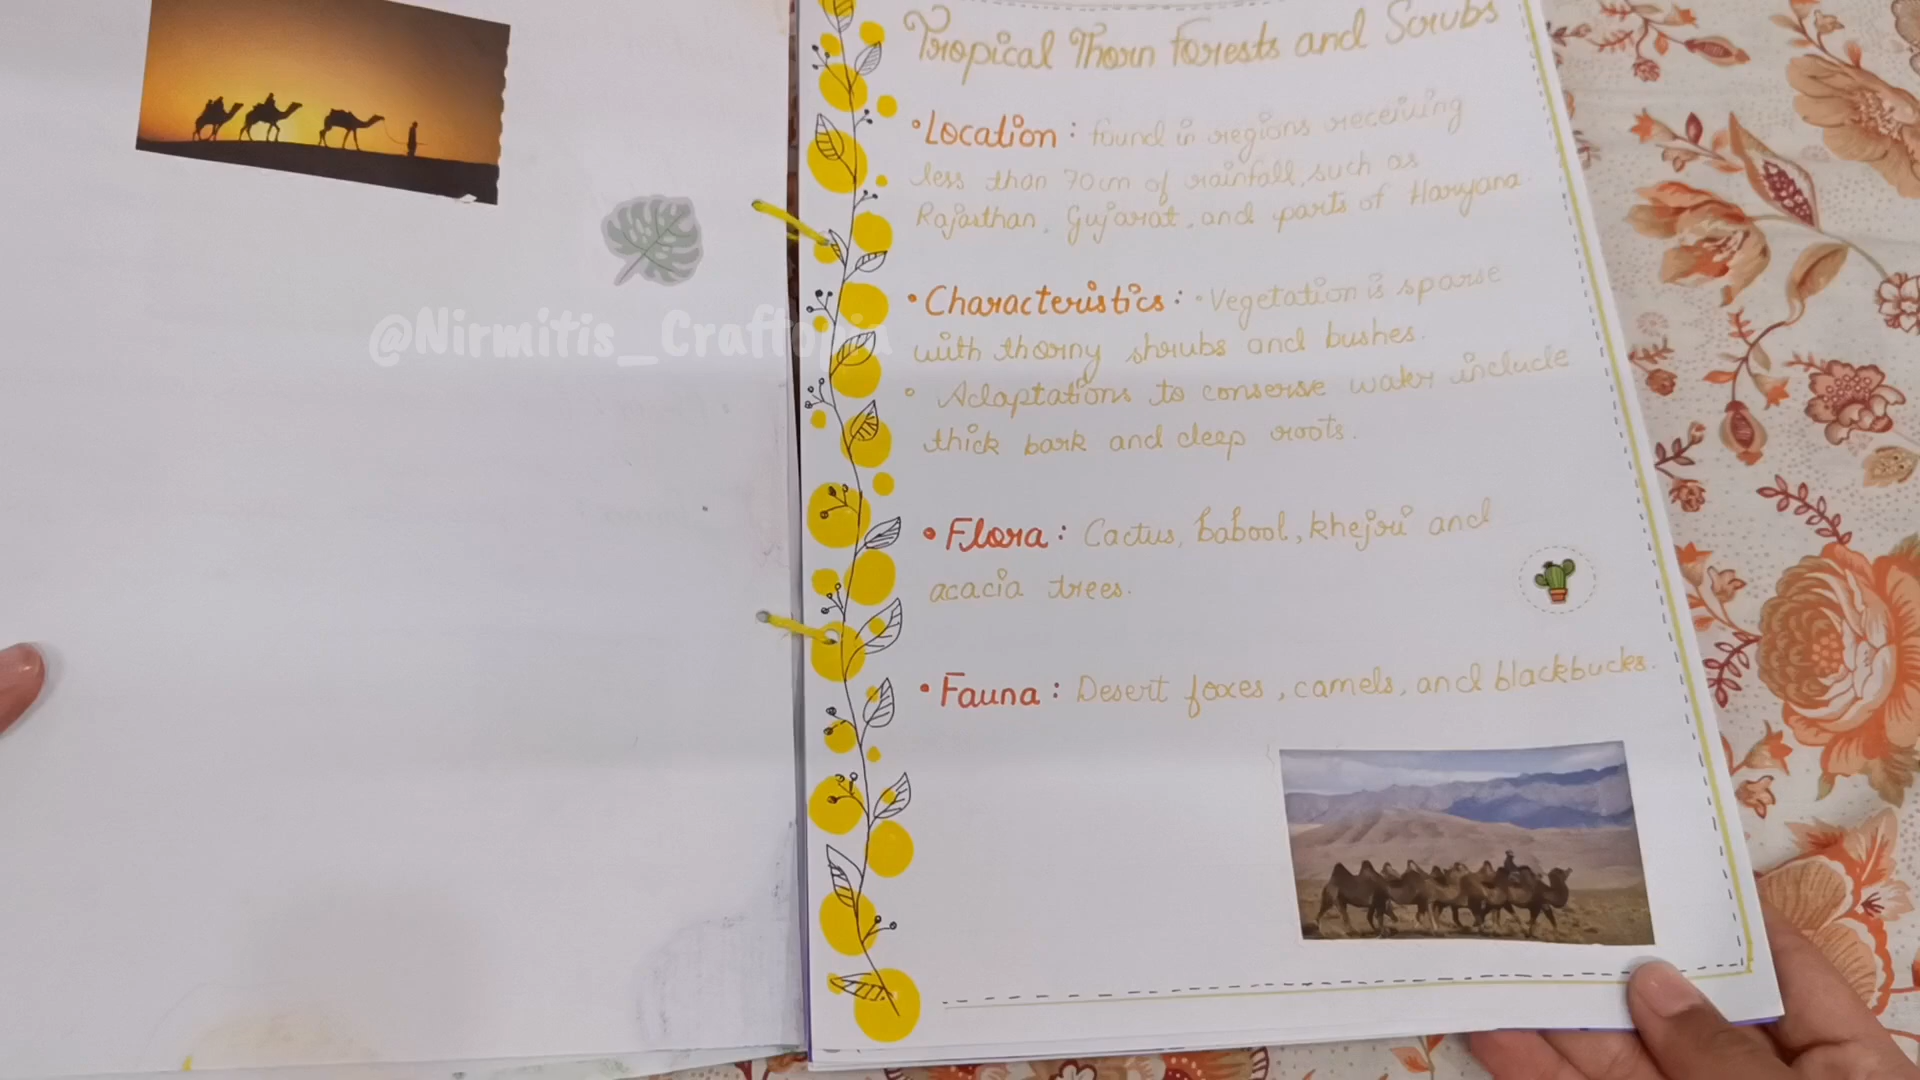 Tropical Thorn Forests and Scrubs
• Location : found in regions receiving
less than 70cm of rainfall, such as
Rajasthan, Gujarat, and parts of Haryana.
• Characteristics : • Vegetation is sparse
with thorny shrubs and bushes.
• Adaptations to conserve water include
thick bark and deep roots.
• Flora : Cactus, babool, khejri and
acacia trees.
• Fauna : Desert foxes, camels, and blackbucks.
@Nirmitis_Craftopia